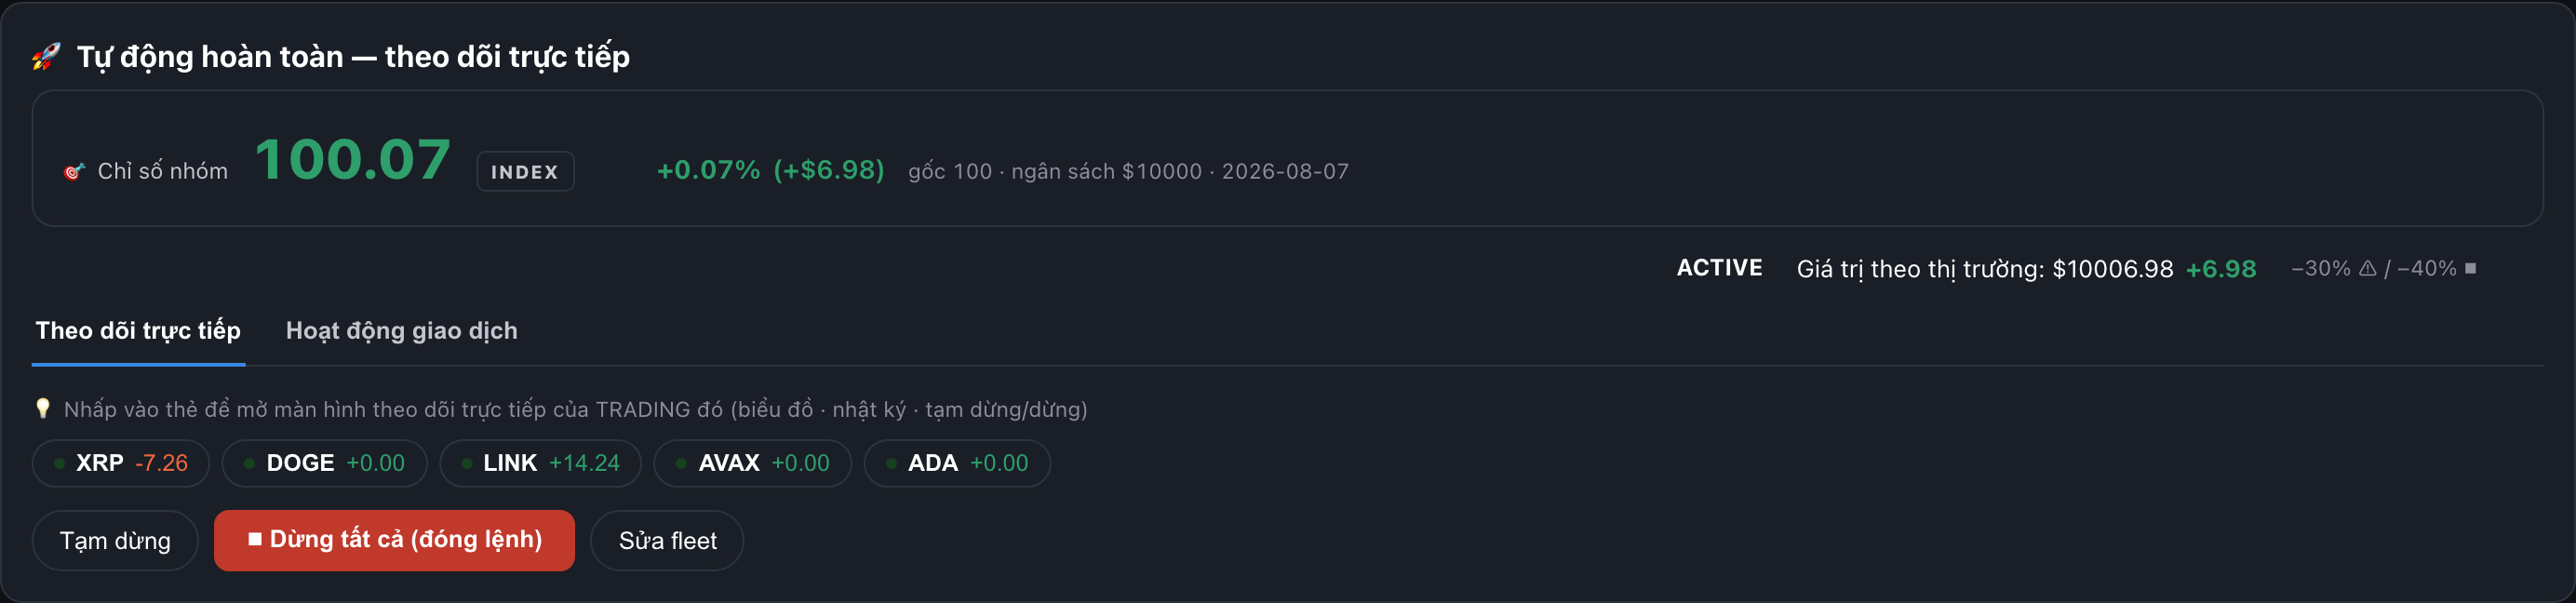 🚀 Tự động hoàn toàn — theo dõi trực tiếp
🎯 Chỉ số nhóm 100.07 INDEX +0.07% (+$6.98) gốc 100 · ngân sách $10000 · 2026-08-07
ACTIVE Giá trị theo thị trường: $10006.98 +6.98 −30% ⚠ / −40% ■
Theo dõi trực tiếp Hoạt động giao dịch
💡 Nhấp vào thẻ để mở màn hình theo dõi trực tiếp của TRADING đó (biểu đồ · nhật ký · tạm dừng/dừng)
XRP -7.26 DOGE +0.00 LINK +14.24 AVAX +0.00 ADA +0.00
Tạm dừng ■ Dừng tất cả (đóng lệnh) Sửa fleet